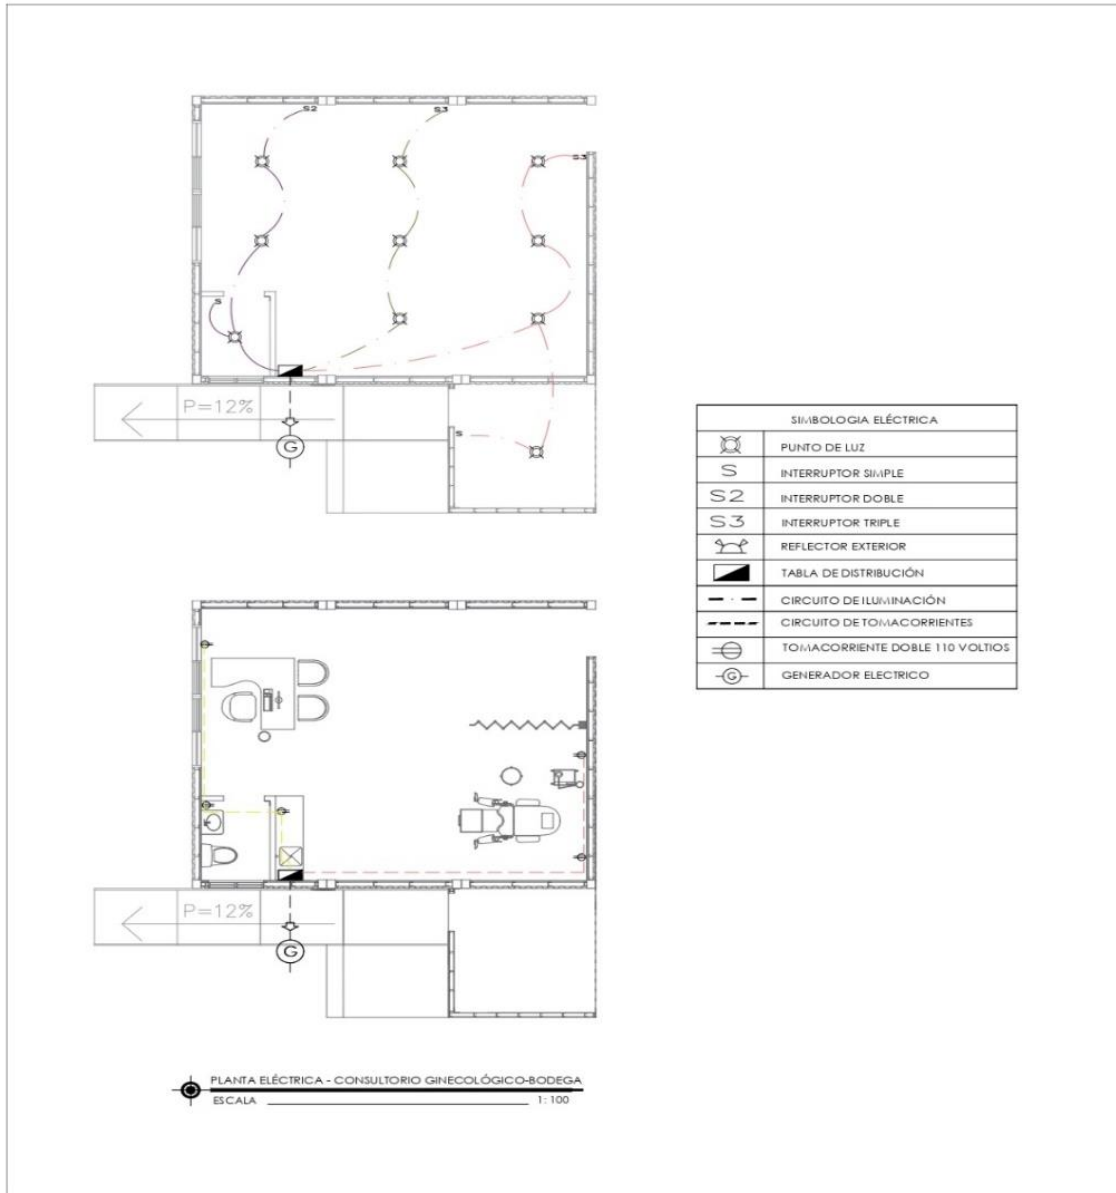 S2
S3
S3
S
P=12%
G
S
SIMBOLOGIA ELÉCTRICA
PUNTO DE LUZ
S INTERRUPTOR SIMPLE
S2 INTERRUPTOR DOBLE
S3 INTERRUPTOR TRIPLE
REFLECTOR EXTERIOR
TABLA DE DISTRIBUCIÓN
CIRCUITO DE ILUMINACIÓN
CIRCUITO DE TOMACORRIENTES
TOMACORRIENTE DOBLE 110 VOLTIOS
G GENERADOR ELECTRICO
P=12%
G
PLANTA ELÉCTRICA - CONSULTORIO GINECOLÓGICO-BODEGA
ESCALA 1: 100